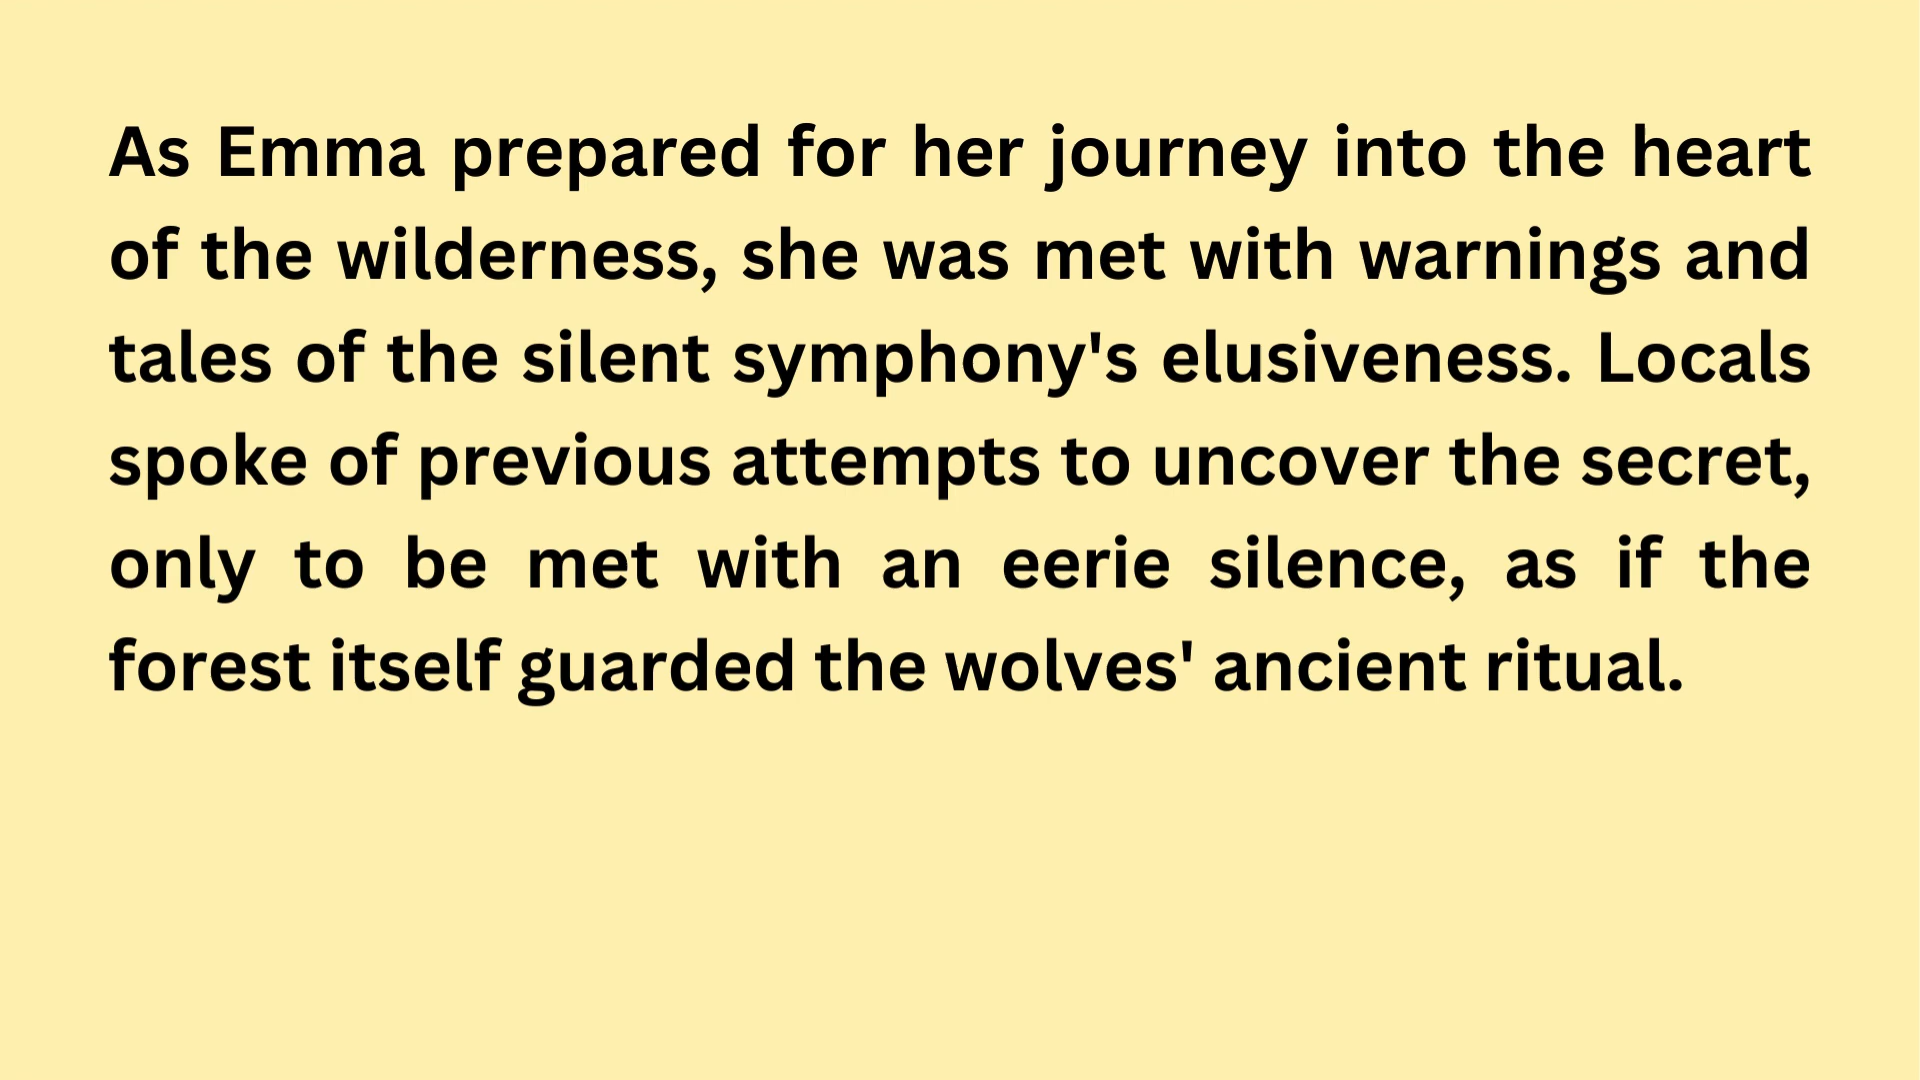 As Emma prepared for her journey into the heart
of the wilderness, she was met with warnings and
tales of the silent symphony's elusiveness. Locals
spoke of previous attempts to uncover the secret,
only to be met with an eerie silence, as if the
forest itself guarded the wolves' ancient ritual.